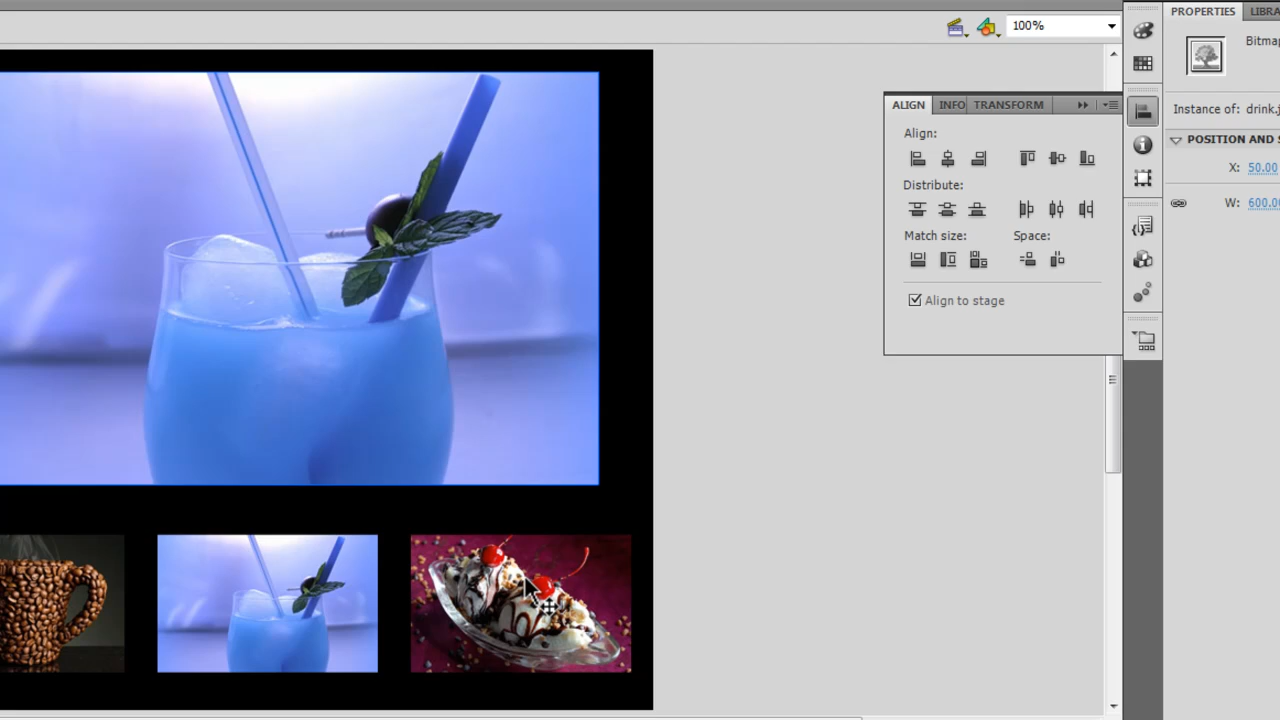 100%
PROPERTIES
LIBRA
Bitmap
Instance of: drink.j
POSITION AND S
X: 50.00
W: 600.0
ALIGN
INFO
TRANSFORM
Align:
Distribute:
Match size:
Space:
Align to stage